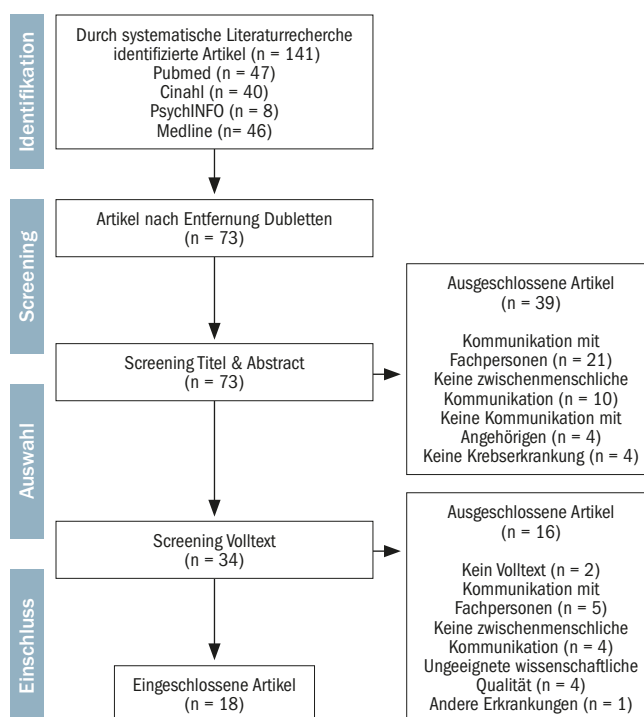 Identifikation
Durch systematische Literaturrecherche
identifizierte Artikel (n = 141)
Pubmed (n = 47)
Cinahl (n = 40)
PsychINFO (n = 8)
Medline (n= 46)
Screening
Artikel nach Entfernung Dubletten
(n = 73)
Screening Titel & Abstract
(n = 73)
Ausgeschlossene Artikel
(n = 39)
Kommunikation mit
Fachpersonen (n = 21)
Keine zwischenmenschliche
Kommunikation (n = 10)
Keine Kommunikation mit
Angehörigen (n = 4)
Keine Krebserkrankung (n = 4)
Auswahl
Screening Volltext
(n = 34)
Ausgeschlossene Artikel
(n = 16)
Kein Volltext (n = 2)
Kommunikation mit
Fachpersonen (n = 5)
Keine zwischenmenschliche
Kommunikation (n = 4)
Ungeeignete wissenschaftliche
Qualität (n = 4)
Andere Erkrankungen (n = 1)
Einschluss
Eingeschlossene Artikel
(n = 18)